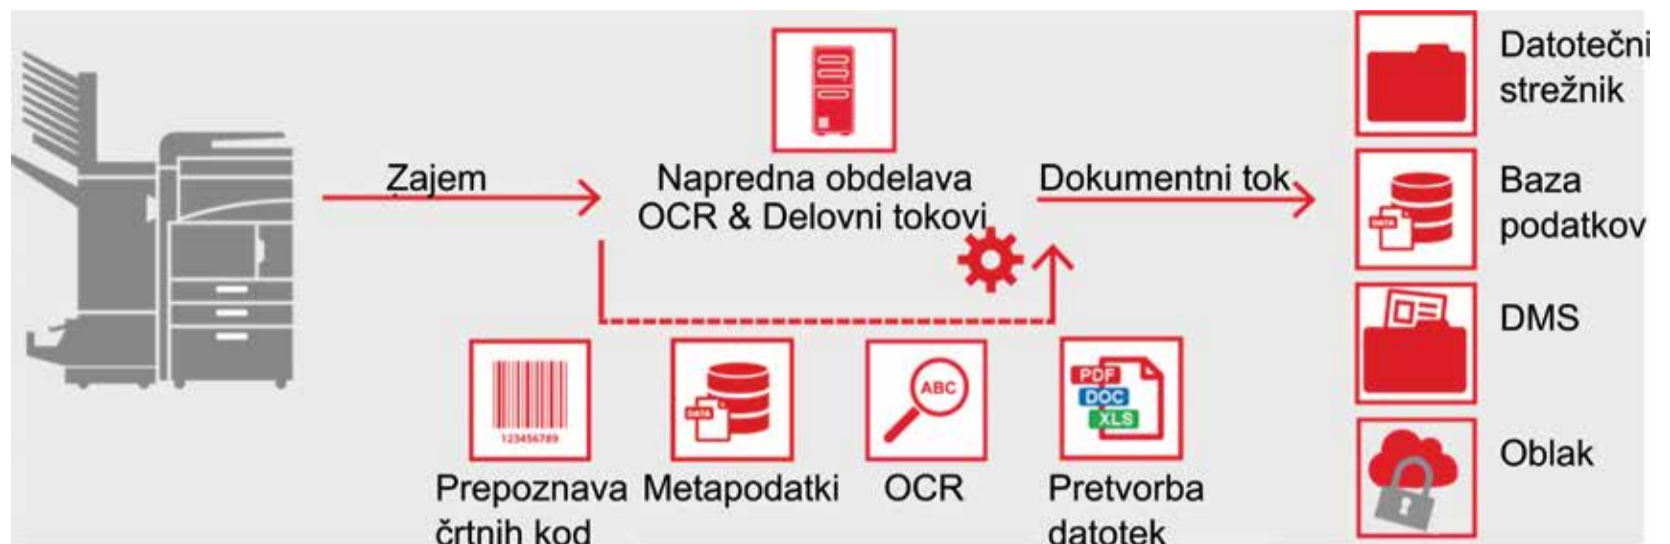 Zajem
Napredna obdelava
OCR & Delovni tokovi
Dokumentni tok
Datotečni
strežnik
DATA
Baza
podatkov
DMS
Oblak
123456789
Prepoznava
črtnih kod
DATA
Metapodatki
ABC
OCR
PDF
DOC
XLS
Pretvorba
datotek